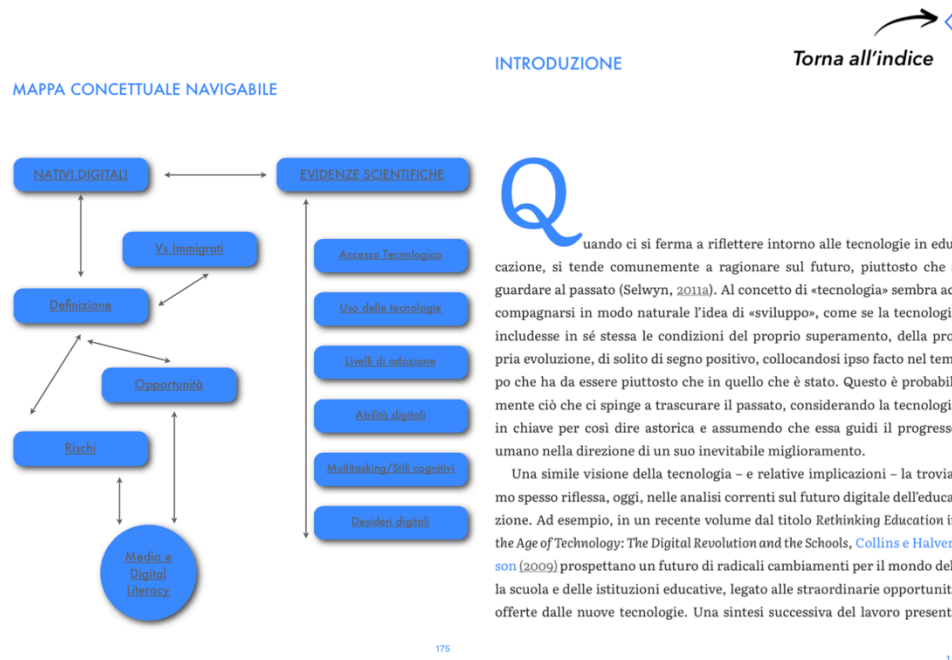 MAPPA CONCETTUALE NAVIGABILE
NATIVI DIGITALI
EVIDENZE SCIENTIFICHE
Vs Immigrati
Accesso Tecnologico
Definizione
Uso delle tecnologie
Livelli di adozione
Opportunità
Abilità digitali
Rischi
Multitasking/Stili cognitivi
Desideri digitali
Media e
Digital
Literacy
175
Torna all'indice
INTRODUZIONE
Quando ci si ferma a riflettere intorno alle tecnologie in edu
cazione, si tende comunemente a ragionare sul futuro, piuttosto che
guardare al passato (Selwyn, 2011a). Al concetto di «tecnologia» sembra ac
compagnarsi in modo naturale l'idea di «sviluppo», come se la tecnologi
includesse in sé stessa le condizioni del proprio superamento, della pro
pria evoluzione, di solito di segno positivo, collocandosi ipso facto nel tem
po che ha da essere piuttosto che in quello che è stato. Questo è probabil
mente ciò che ci spinge a trascurare il passato, considerando la tecnologi
in chiave per così dire astorica e assumendo che essa guidi il progress
umano nella direzione di un suo inevitabile miglioramento.
Una simile visione della tecnologia – e relative implicazioni – la trovia
mo spesso riflessa, oggi, nelle analisi correnti sul futuro digitale dell'educa
zione. Ad esempio, in un recente volume dal titolo Rethinking Education i
the Age of Technology: The Digital Revolution and the Schools, Collins e Halver
son (2009) prospettano un futuro di radicali cambiamenti per il mondo del
la scuola e delle istituzioni educative, legato alle straordinarie opportunit
offerte dalle nuove tecnologie. Una sintesi successiva del lavoro present